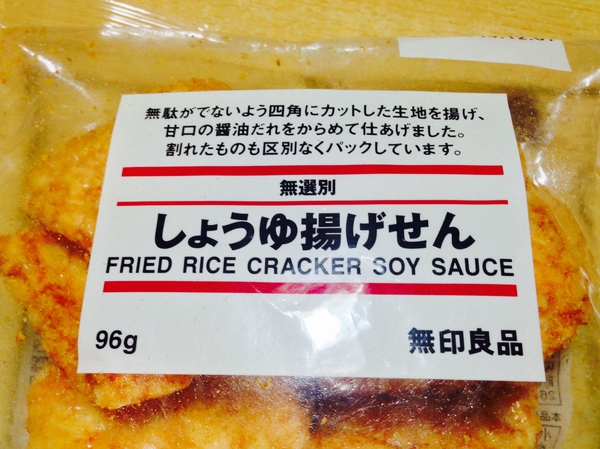 無駄がでないよう四角にカットした生地を揚げ、
甘口の醤油だれをからめて仕あげました。
割れたものも区別なくパックしています。
無選別
しょうゆ揚げせん
FRIED RICE CRACKER SOY SAUCE
96g
無印良品